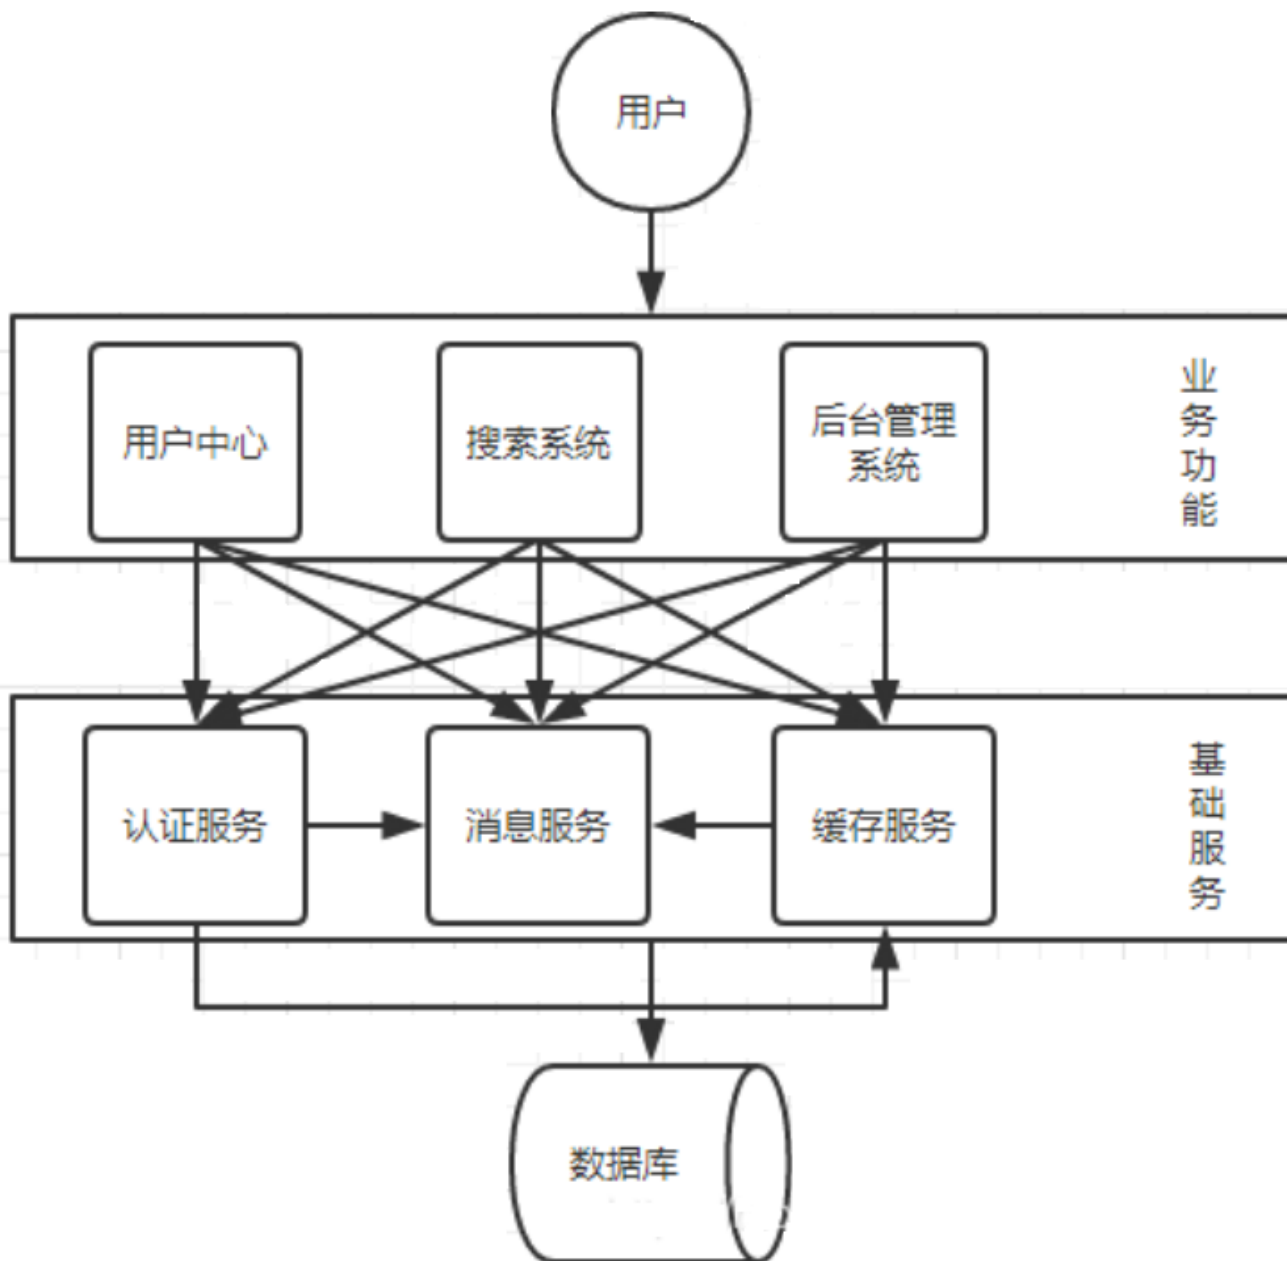 用户
用户中心
搜索系统
后台管理
系统
业
务
功
能
认证服务
消息服务
缓存服务
基
础
服
务
数据库